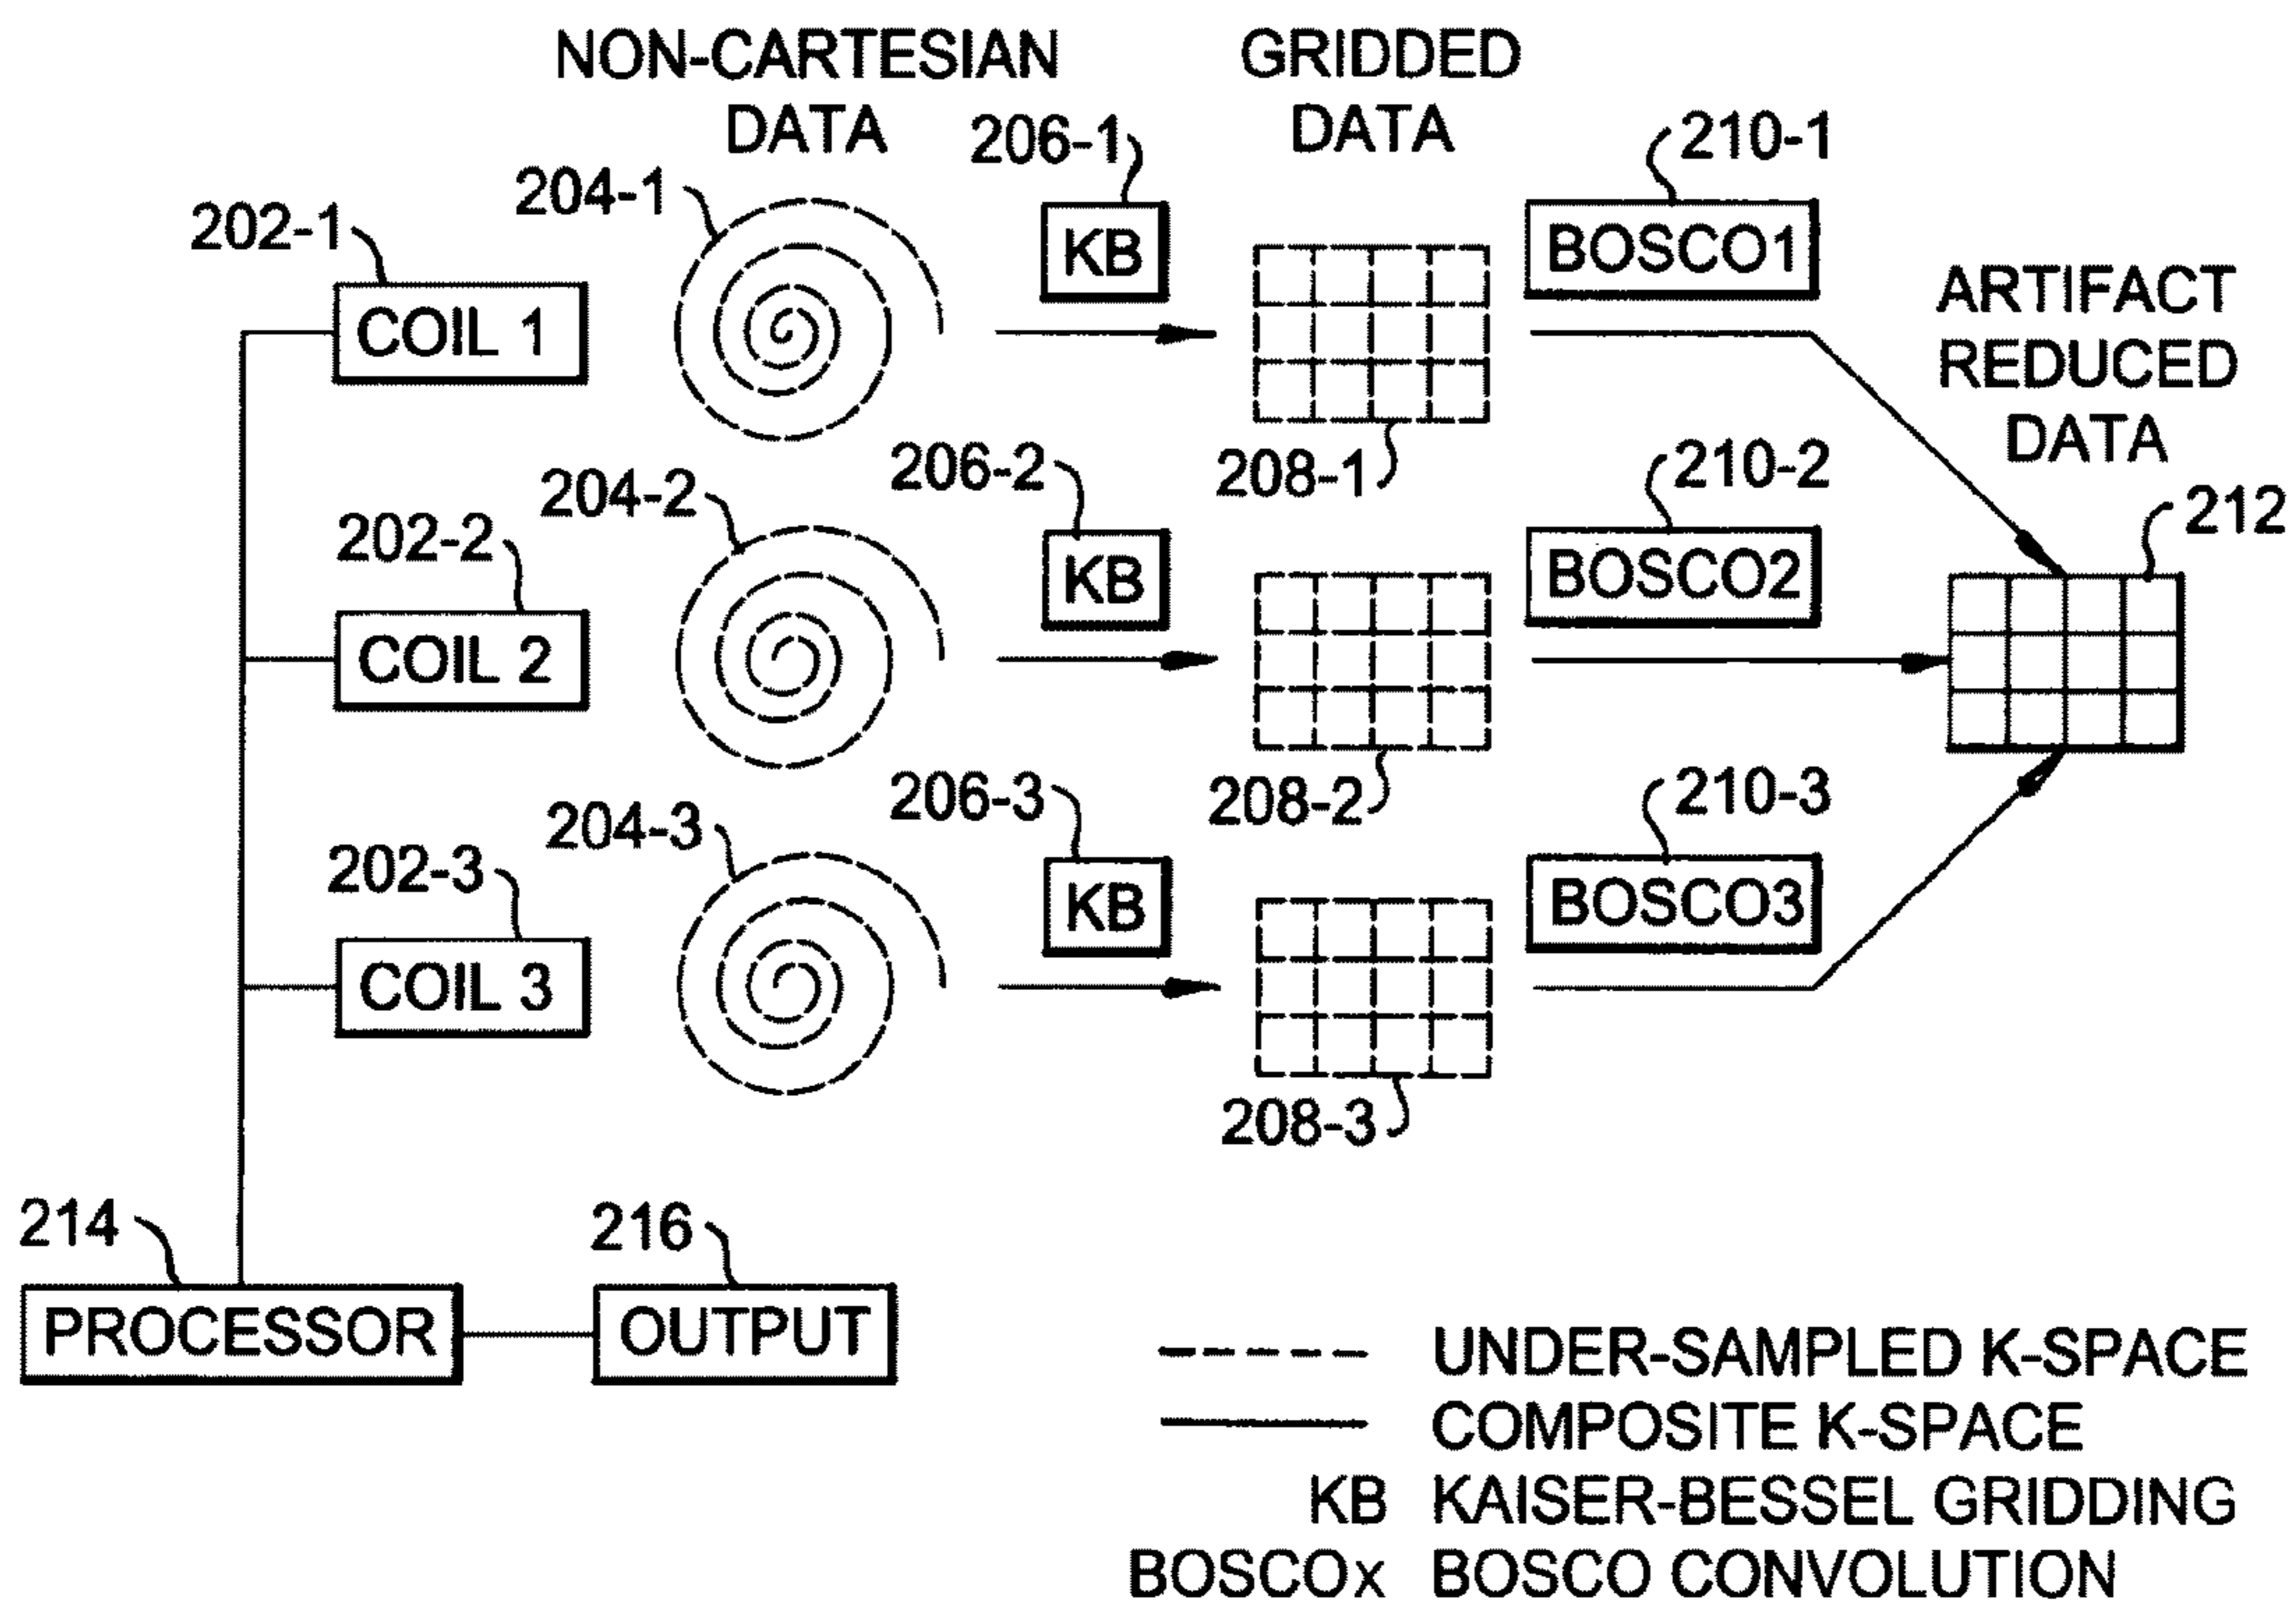 NON-CARTESIAN
DATA
GRIDDED
DATA
206-1
210-1
204-1
202-1
KB
BOSCO1
COIL 1
ARTIFACT
REDUCED
DATA
208-1
206-2
210-2
204-2
212
202-2
KB
BOSCO2
COIL 2
208-2
206-3
210-3
204-3
202-3
KB
BOSCO3
COIL 3
208-3
214
216
PROCESSOR
OUTPUT
UNDER-SAMPLED K-SPACE
COMPOSITE K-SPACE
KB KAISER-BESSEL GRIDDING
BOSCOx BOSCO CONVOLUTION